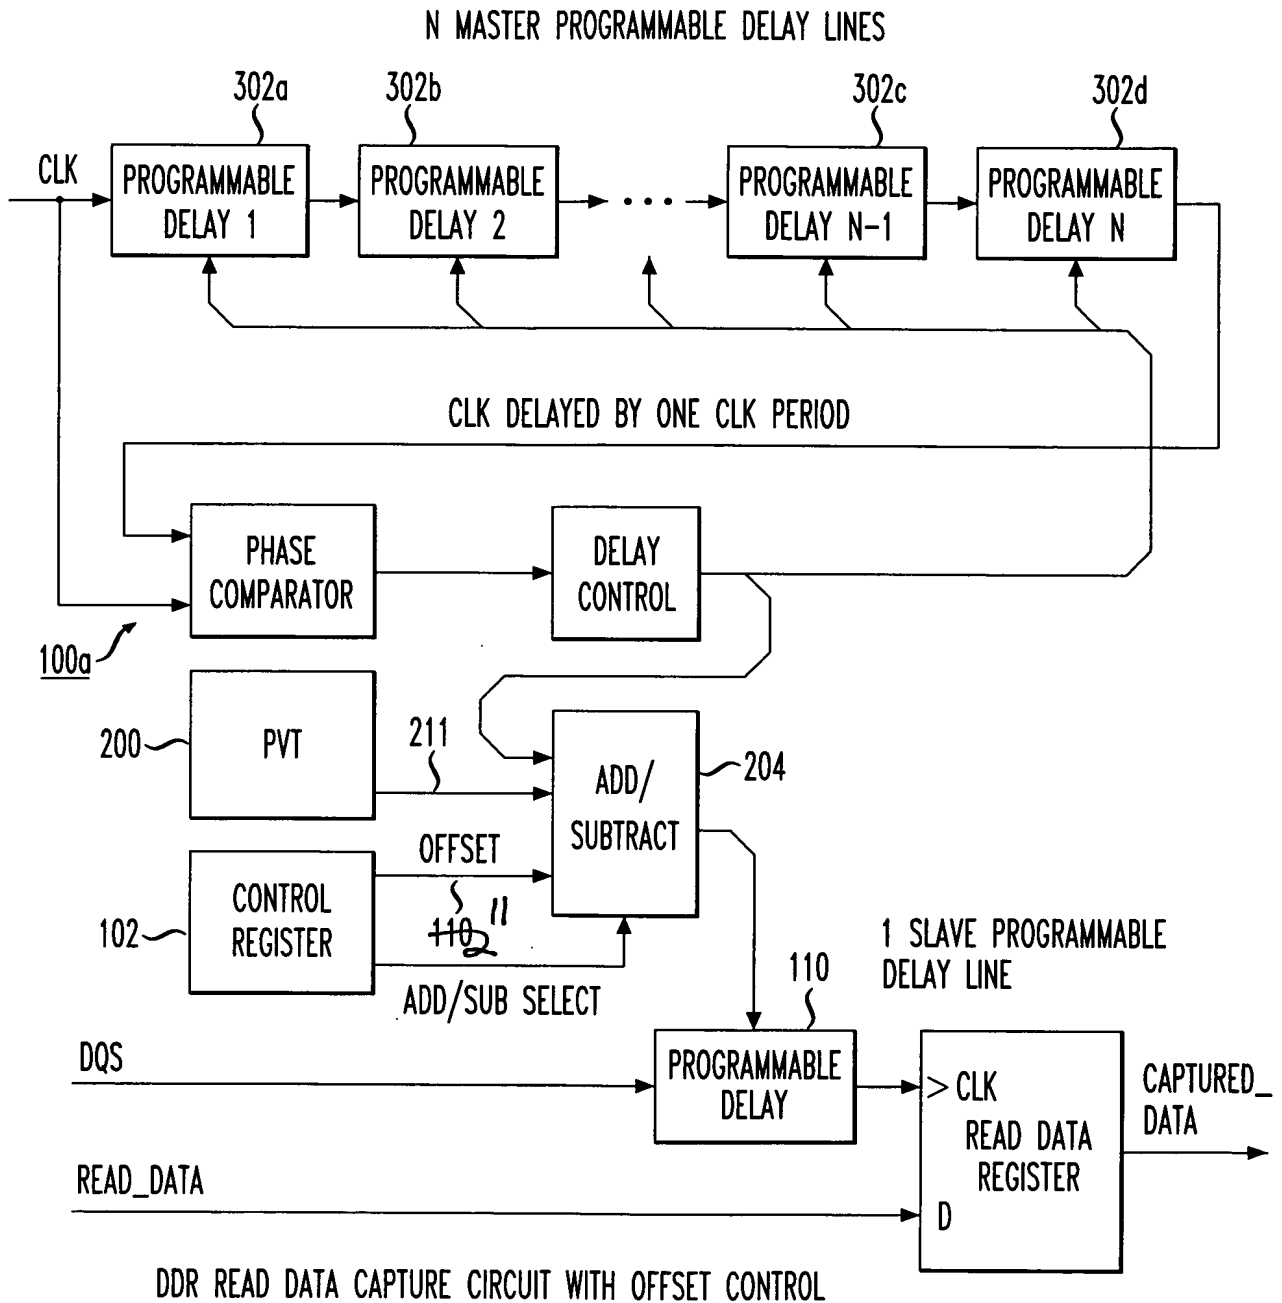 N MASTER PROGRAMMABLE DELAY LINES
302a
302b
302c
302d
CLK
PROGRAMMABLE
DELAY 1
PROGRAMMABLE
DELAY 2
PROGRAMMABLE
DELAY N-1
PROGRAMMABLE
DELAY N
CLK DELAYED BY ONE CLK PERIOD
PHASE
COMPARATOR
DELAY
CONTROL
100a
PVT
200
211
ADD/
SUBTRACT
204
OFFSET
CONTROL
REGISTER
102
110
211
ADD/SUB SELECT
110
1 SLAVE PROGRAMMABLE
DELAY LINE
DQS
PROGRAMMABLE
DELAY
> CLK
READ DATA
REGISTER
D
CAPTURED_
DATA
READ_DATA
DDR READ DATA CAPTURE CIRCUIT WITH OFFSET CONTROL